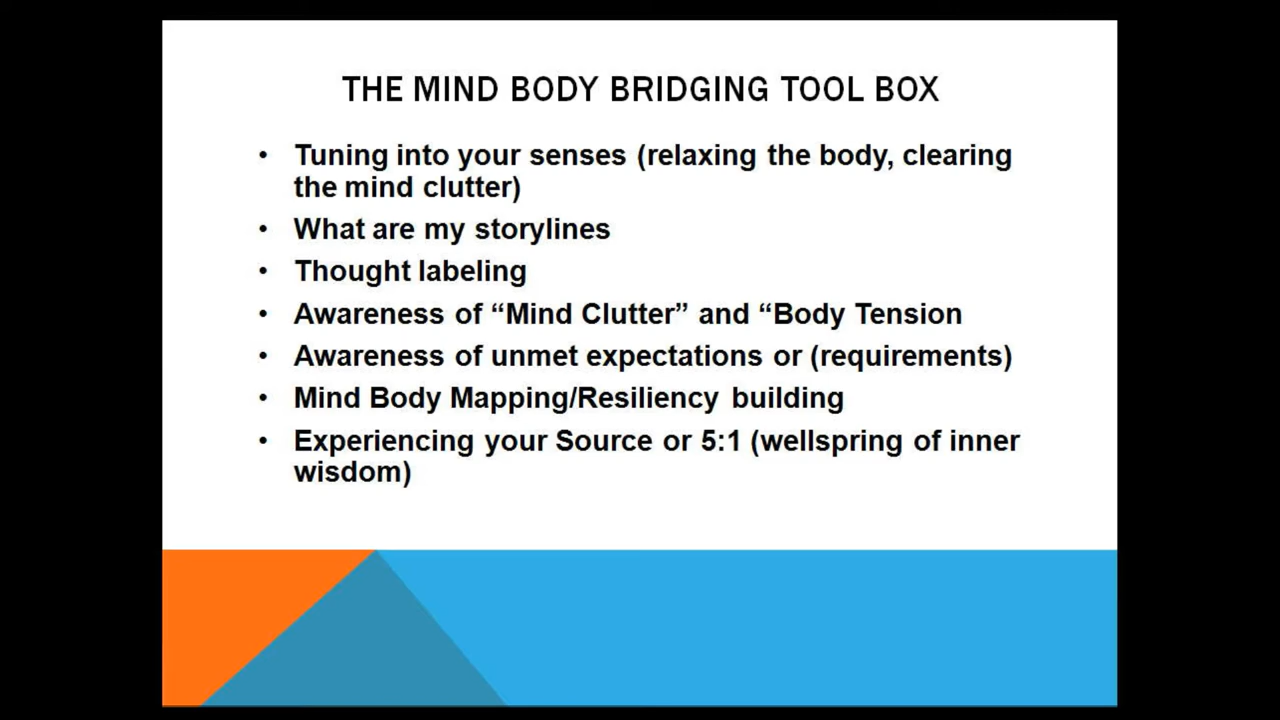 THE MIND BODY BRIDGING TOOL BOX
• Tuning into your senses (relaxing the body, clearing
the mind clutter)
• What are my storylines
• Thought labeling
• Awareness of “Mind Clutter” and “Body Tension
• Awareness of unmet expectations or (requirements)
• Mind Body Mapping/Resiliency building
• Experiencing your Source or 5:1 (wellspring of inner
wisdom)